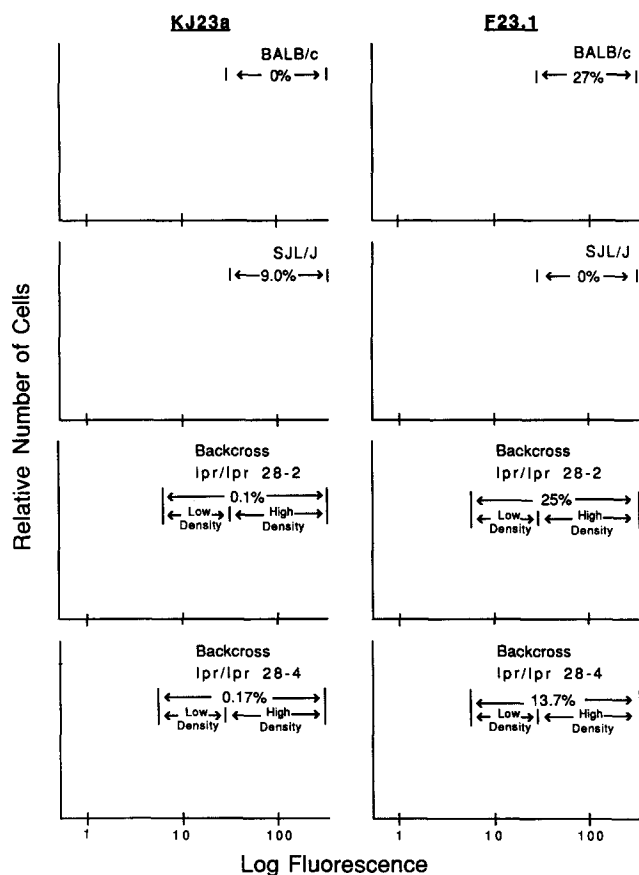 KJ23a
F23.1
BALB/c
0%
BALB/c
27%
SJL/J
9.0%
SJL/J
0%
Backcross
lpr/lpr 28-2
0.1%
Low Density
High Density
Backcross
lpr/lpr 28-2
25%
Low Density
High Density
Backcross
lpr/lpr 28-4
0.17%
Low Density
High Density
Backcross
lpr/lpr 28-4
13.7%
Low Density
High Density
1 10 100
1 10 100
Relative Number of Cells
Log Fluorescence